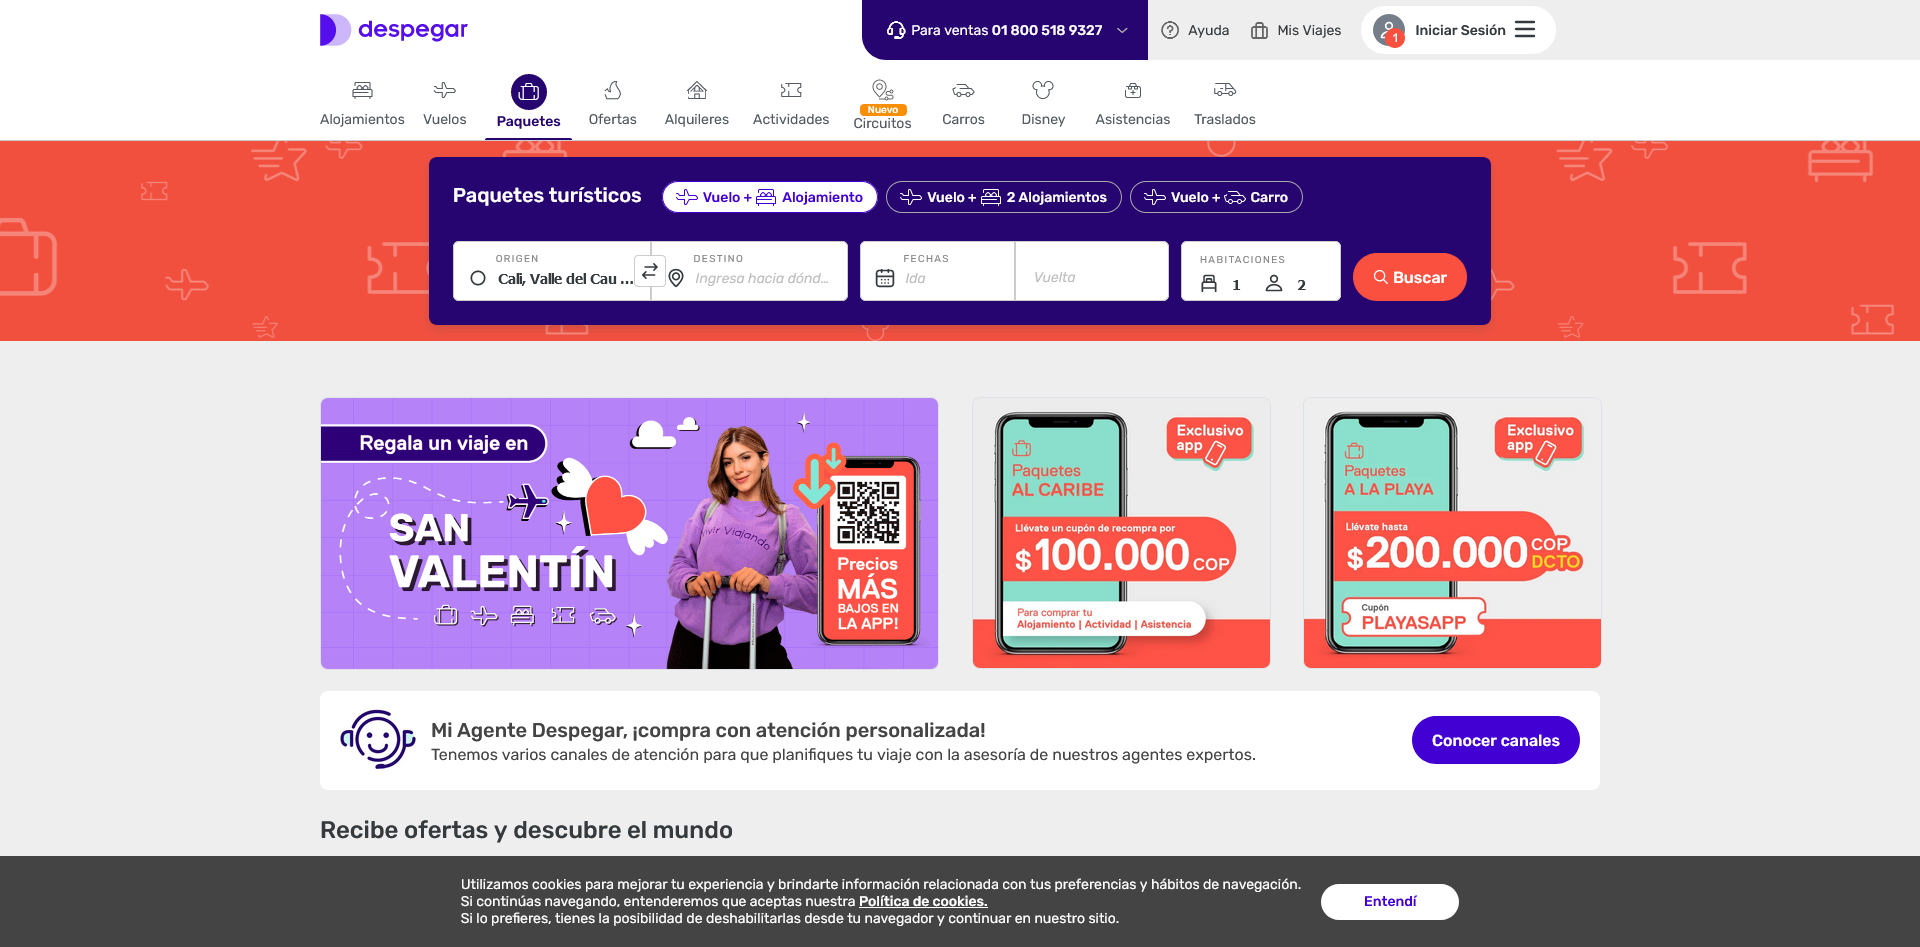 despegar
Para ventas 01 800 518 9327
Ayuda
Mis Viajes
1
Iniciar Sesión
Alojamientos
Vuelos
Paquetes
Ofertas
Alquileres
Actividades
Nuevo
Circuitos
Carros
Disney
Asistencias
Traslados
Paquetes turísticos
Vuelo + Alojamiento
Vuelo + 2 Alojamientos
Vuelo + Carro
ORIGEN
Cali, Valle del Cau ...
DESTINO
Ingresa hacia dónd...
FECHAS
Ida
Vuelta
HABITACIONES
1
2
Buscar
Regala un viaje en
SAN
VALENTÍN
Vivir Viajando
Precios
MÁS
BAJOS EN
LA APP!
Exclusivo
app
Paquetes
AL CARIBE
Llévate un cupón de recompra por
$100.000 COP
Para comprar tu
Alojamiento | Actividad | Asistencia
Exclusivo
app
Paquetes
A LA PLAYA
Llévate hasta
$200.000 COP
DCTO
Cupón
PLAYASAPP
Mi Agente Despegar, ¡compra con atención personalizada!
Tenemos varios canales de atención para que planifiques tu viaje con la asesoría de nuestros agentes expertos.
Conocer canales
Recibe ofertas y descubre el mundo
Utilizamos cookies para mejorar tu experiencia y brindarte información relacionada con tus preferencias y hábitos de navegación.
Si continúas navegando, entenderemos que aceptas nuestra Política de cookies.
Si lo prefieres, tienes la posibilidad de deshabilitarlas desde tu navegador y continuar en nuestro sitio.
Entendí